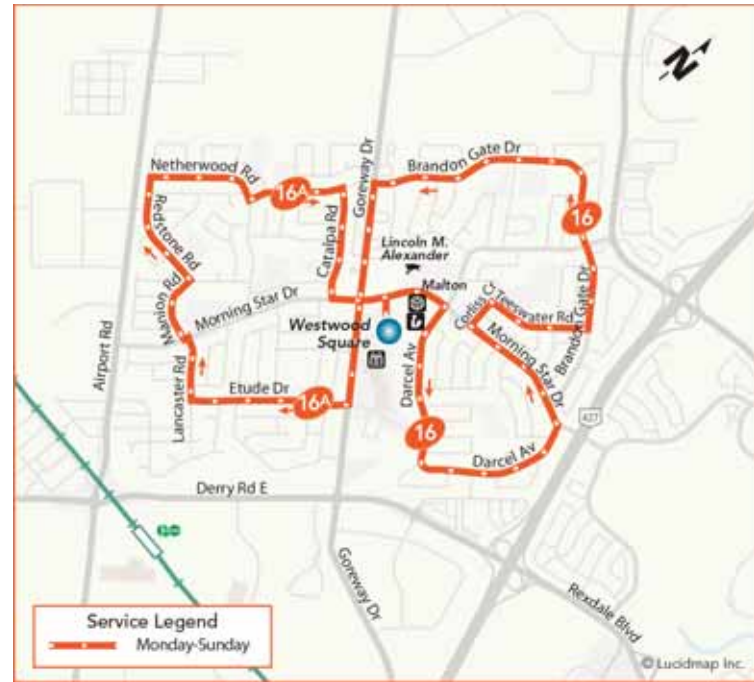 N
Netherwood Rd
16A
Goreway Dr
Brandon Gate Dr
16
Redstone Rd
Catalpa Rd
Lincoln M.
Alexander
Malton
Corliss Cr
Teeswater Rd
Brandon Gate Dr
Manion Rd
Morning Star Dr
Westwood
Square
Morning Star Dr
Airport Rd
Lancaster Rd
Etude Dr
16A
Darcel Av
16
427
Darcel Av
Derry Rd E
Goreway Dr
Rexdale Blvd
Service Legend
Monday-Sunday
© Lucidmap Inc.